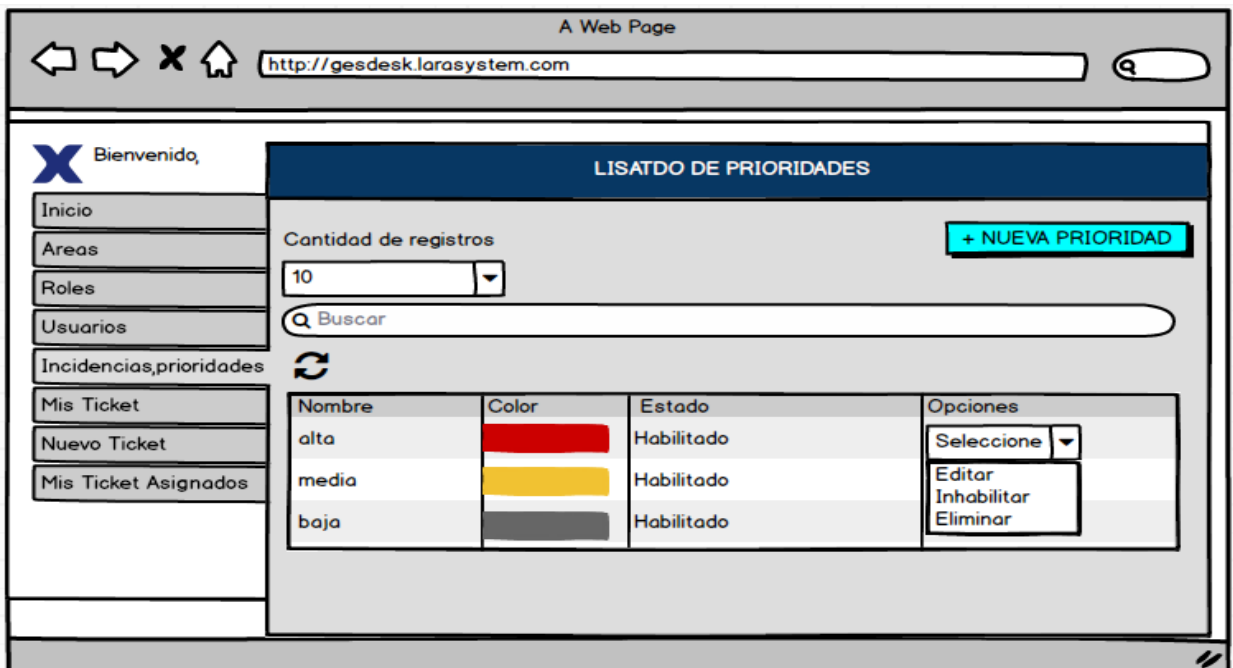 A Web Page
http://gesdesk.larasystem.com
Bienvenido,
LISATDO DE PRIORIDADES
Inicio
Areas
Roles
Usuarios
Incidencias,prioridades
Mis Ticket
Nuevo Ticket
Mis Ticket Asignados
Cantidad de registros
+ NUEVA PRIORIDAD
10
Buscar
Nombre Color Estado Opciones
alta Habilitado Seleccione
media Habilitado Editar
Inhabilitar
baja Habilitado Eliminar